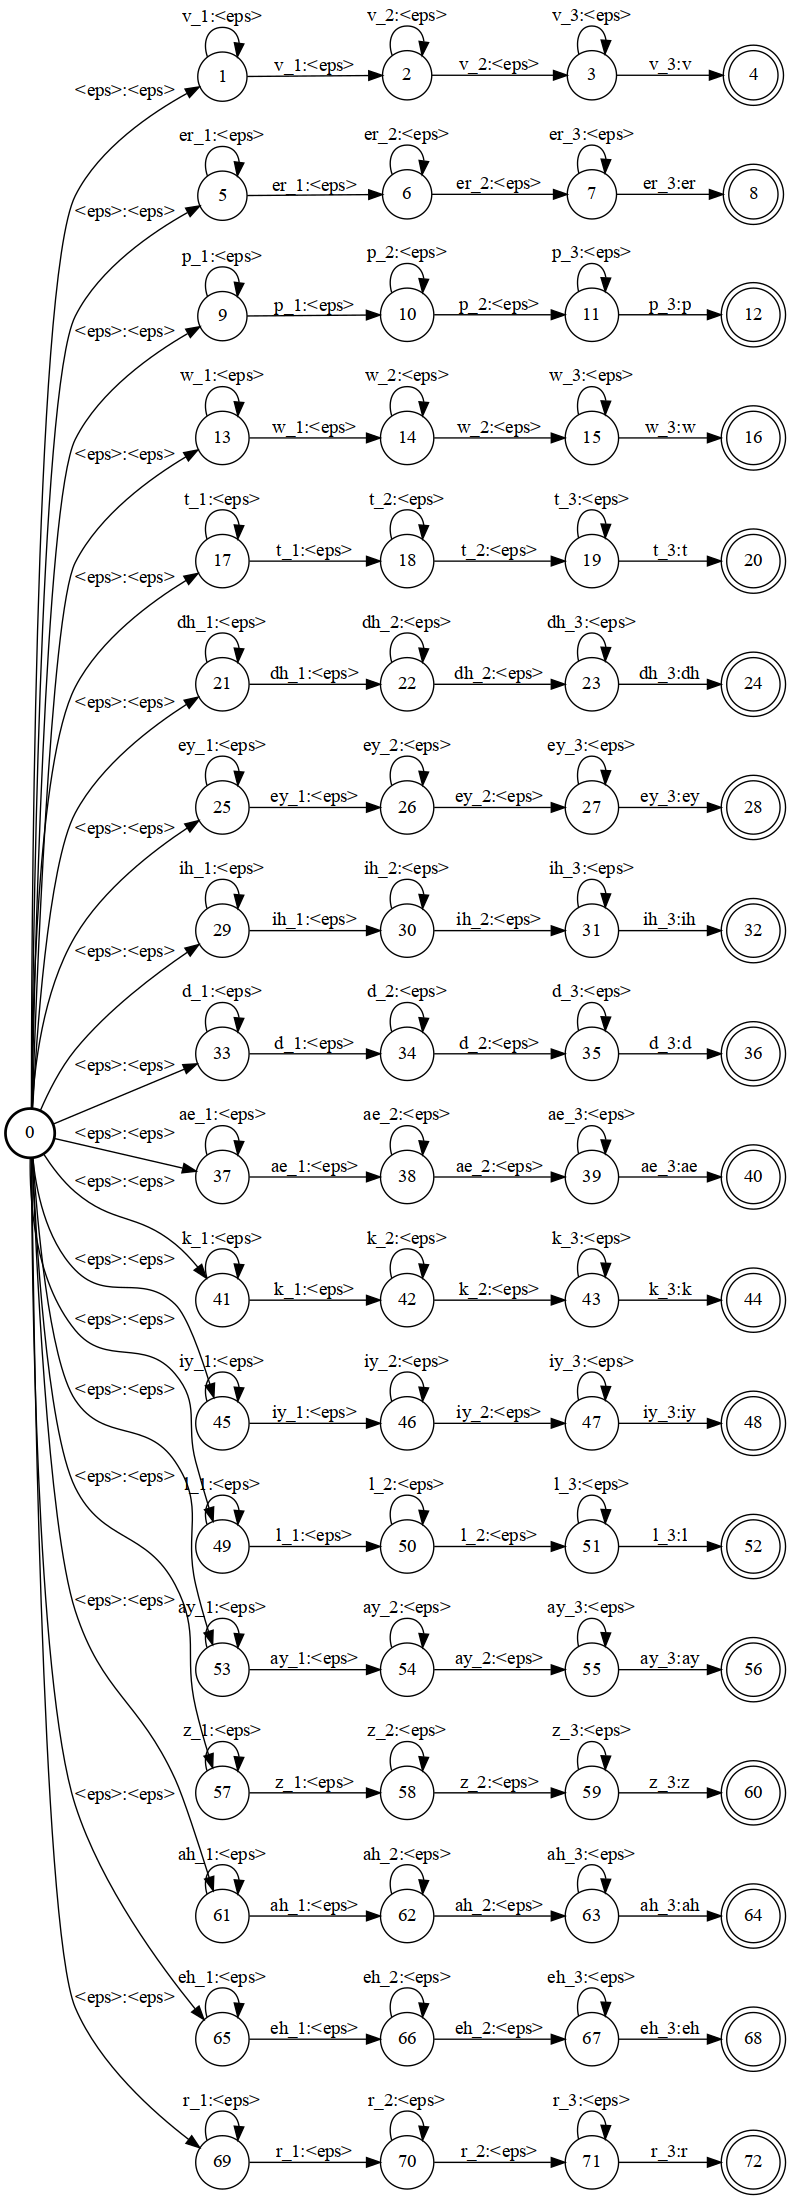 v_1:<eps> v_2:<eps> v_3:<eps>
<eps>:<eps> 1 v_1:<eps> 2 v_2:<eps> 3 v_3:v 4
er_1:<eps> er_2:<eps> er_3:<eps>
<eps>:<eps> 5 er_1:<eps> 6 er_2:<eps> 7 er_3:er 8
p_1:<eps> p_2:<eps> p_3:<eps>
<eps>:<eps> 9 p_1:<eps> 10 p_2:<eps> 11 p_3:p 12
w_1:<eps> w_2:<eps> w_3:<eps>
<eps>:<eps> 13 w_1:<eps> 14 w_2:<eps> 15 w_3:w 16
t_1:<eps> t_2:<eps> t_3:<eps>
<eps>:<eps> 17 t_1:<eps> 18 t_2:<eps> 19 t_3:t 20
dh_1:<eps> dh_2:<eps> dh_3:<eps>
<eps>:<eps> 21 dh_1:<eps> 22 dh_2:<eps> 23 dh_3:dh 24
ey_1:<eps> ey_2:<eps> ey_3:<eps>
<eps>:<eps> 25 ey_1:<eps> 26 ey_2:<eps> 27 ey_3:ey 28
ih_1:<eps> ih_2:<eps> ih_3:<eps>
<eps>:<eps> 29 ih_1:<eps> 30 ih_2:<eps> 31 ih_3:ih 32
d_1:<eps> d_2:<eps> d_3:<eps>
<eps>:<eps> 33 d_1:<eps> 34 d_2:<eps> 35 d_3:d 36
ae_1:<eps> ae_2:<eps> ae_3:<eps>
0 <eps>:<eps>
<eps>:<eps> 37 ae_1:<eps> 38 ae_2:<eps> 39 ae_3:ae 40
k_1:<eps> k_2:<eps> k_3:<eps>
<eps>:<eps>
41 k_1:<eps> 42 k_2:<eps> 43 k_3:k 44
<eps>:<eps>
iy_1:<eps> iy_2:<eps> iy_3:<eps>
<eps>:<eps>
45 iy_1:<eps> 46 iy_2:<eps> 47 iy_3:iy 48
<eps>:<eps> l_1:<eps> l_2:<eps> l_3:<eps>
49 l_1:<eps> 50 l_2:<eps> 51 l_3:l 52
<eps>:<eps> ay_1:<eps> ay_2:<eps> ay_3:<eps>
53 ay_1:<eps> 54 ay_2:<eps> 55 ay_3:ay 56
z_1:<eps> z_2:<eps> z_3:<eps>
<eps>:<eps> 57 z_1:<eps> 58 z_2:<eps> 59 z_3:z 60
ah_1:<eps> ah_2:<eps> ah_3:<eps>
61 ah_1:<eps> 62 ah_2:<eps> 63 ah_3:ah 64
<eps>:<eps> eh_1:<eps> eh_2:<eps> eh_3:<eps>
65 eh_1:<eps> 66 eh_2:<eps> 67 eh_3:eh 68
r_1:<eps> r_2:<eps> r_3:<eps>
69 r_1:<eps> 70 r_2:<eps> 71 r_3:r 72